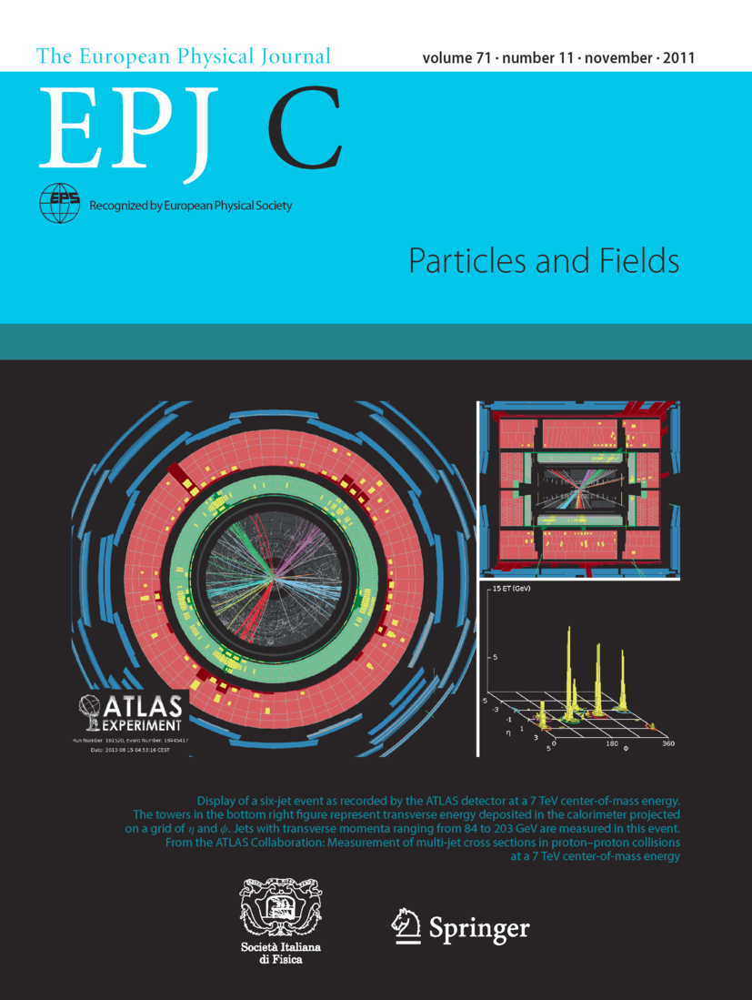 The European Physical Journal
volume 71 · number 11 · november · 2011
EPJ C
EPS
Recognized by European Physical Society
Particles and Fields
15 ET (GeV)
5
-5
-3
-1
η
1
3
5
0
180
Φ
360
ATLAS
EXPERIMENT
Run Number: 161520, Event Number: 18445417
Date: 2010-08-15 04:53:16 CEST
Display of a six-jet event as recorded by the ATLAS detector at a 7 TeV center-of-mass energy.
The towers in the bottom right figure represent transverse energy deposited in the calorimeter projected
on a grid of η and ϕ. Jets with transverse momenta ranging from 84 to 203 GeV are measured in this event.
From the ATLAS Collaboration: Measurement of multi-jet cross sections in proton–proton collisions
at a 7 TeV center-of-mass energy
Società Italiana
di Fisica
Springer